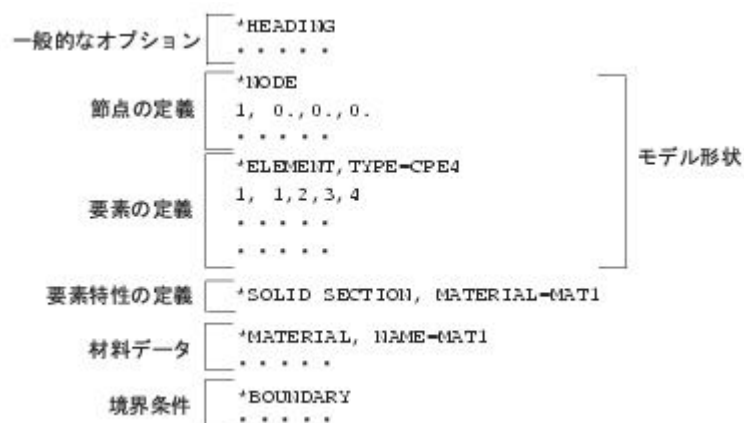 一般的なオプション
*HEADING
. . . . .
節点の定義
*NODE
1, 0.,0.,0.
. . . . .
要素の定義
*ELEMENT,TYPE=CPE4
1, 1,2,3,4
. . . . .
. . . . .
モデル形状
要素特性の定義
*SOLID SECTION, MATERIAL=MAT1
材料データ
*MATERIAL, NAME=MAT1
. . . . .
境界条件
*BOUNDARY
. . . . .